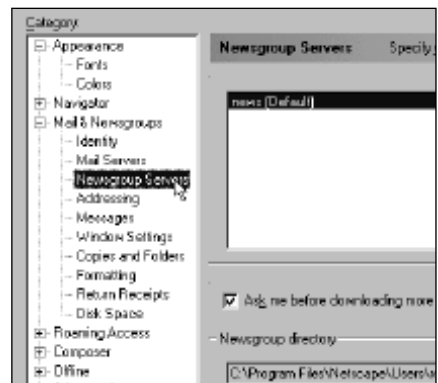 Category:
Appearance
Fonts
Colors
Navigator
Mail & Newsgroups
Identity
Mail Servers
Newsgroup Servers
Addressing
Messages
Window Settings
Copies and Folders
Formatting
Return Receipts
Disk Space
Roaming Access
Composer
Offline
Newsgroup Servers Specify
news (Default)
Ask me before downloading more
Newsgroup directory
C:\Program Files\Netscape\Users\